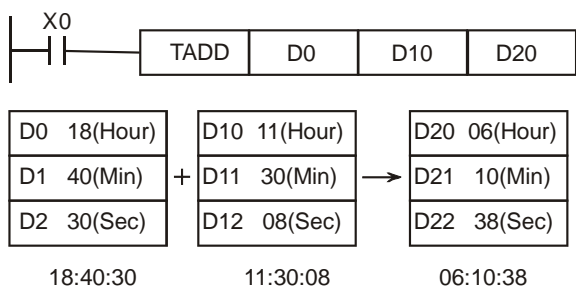 X0
TADD D0 D10 D20
D0 18(Hour) D10 11(Hour) D20 06(Hour)
D1 40(Min) + D11 30(Min) → D21 10(Min)
D2 30(Sec) D12 08(Sec) D22 38(Sec)
18:40:30 11:30:08 06:10:38